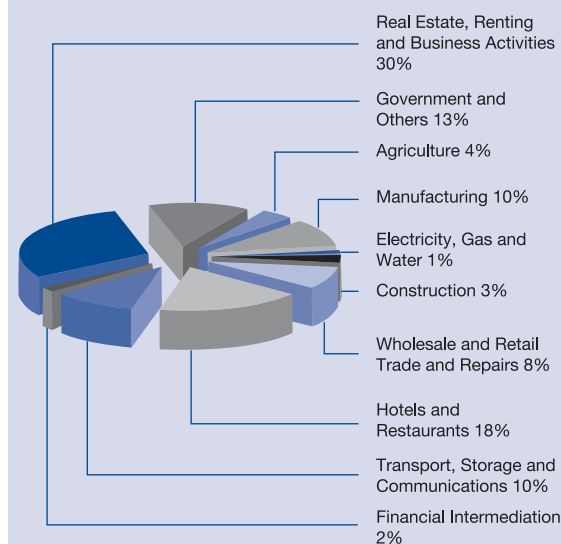 Real Estate, Renting
and Business Activities
30%
Government and
Others 13%
Agriculture 4%
Manufacturing 10%
Electricity, Gas and
Water 1%
Construction 3%
Wholesale and Retail
Trade and Repairs 8%
Hotels and
Restaurants 18%
Transport, Storage and
Communications 10%
Financial Intermediation
2%